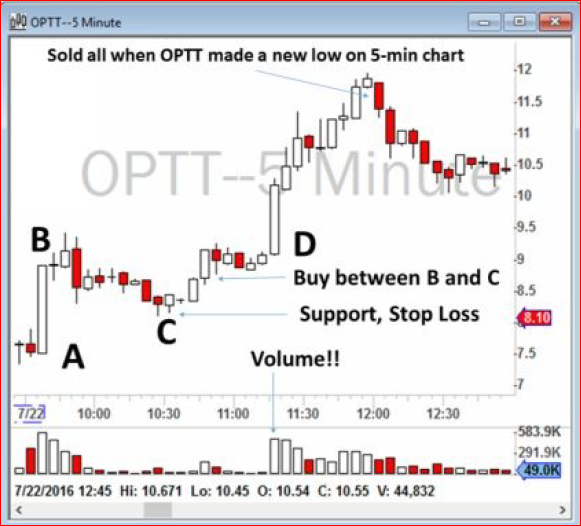 OPTT--5 Minute
Sold all when OPTT made a new low on 5-min chart
12
11.5
11
OPTT--5 Minute
10.5
10
9.5
B
D
9
Buy between B and C
8.5
C
Support, Stop Loss
8.10
A
Volume!!
7.5
7
7/22 10:00 10:30 11:00 11:30 12:00 12:30
583.9K
291.9K
49.0K
7/22/2016 12:45 Hi: 10.671 Lo: 10.45 O: 10.54 C: 10.55 V: 44,832